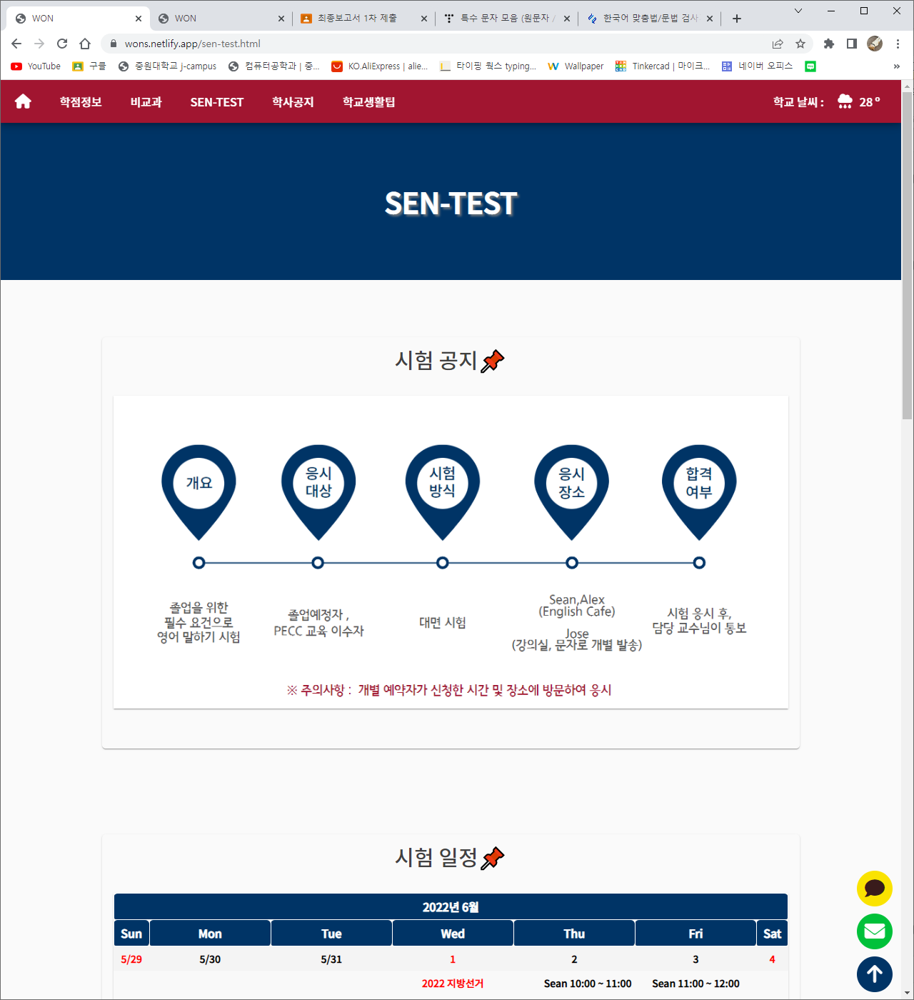 WON
WON
최종보고서 1차 제출
특수 문자 모음 (원문자 /
한국어 맞춤법/문법 검사
wons.netlify.app/sen-test.html
YouTube 구클 중원대학교 j-campus 컴퓨터공학과 | 중... KO.AliExpress | alie... 타이핑 웍스 typing... Wallpaper Tinkercad | 마이크... 네이버 오피스 »
학점정보 비교과 SEN-TEST 학사공지 학교생활팁 학교 날씨 : 28 º
SEN-TEST
시험 공지
개요
응시
대상
시험
방식
응시
장소
합격
여부
졸업을 위한
필수 요건으로
영어 말하기 시험
졸업예정자 ,
PECC 교육 이수자
대면 시험
Sean,Alex
(English Cafe)
Jose
(강의실, 문자로 개별 발송)
시험 응시 후,
담당 교수님이 통보
※ 주의사항 : 개별 예약자가 신청한 시간 및 장소에 방문하여 응시
시험 일정
2022년 6월
Sun Mon Tue Wed Thu Fri Sat
5/29 5/30 5/31 1 2 3 4
2022 지방선거 Sean 10:00 ~ 11:00 Sean 11:00 ~ 12:00